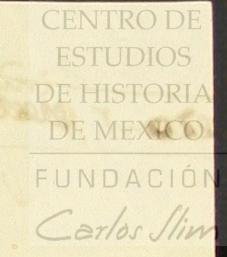 CENTRO DE
ESTUDIOS
DE HISTORIA
DE MEXICO
FUNDACIÓN
Carlos Slim